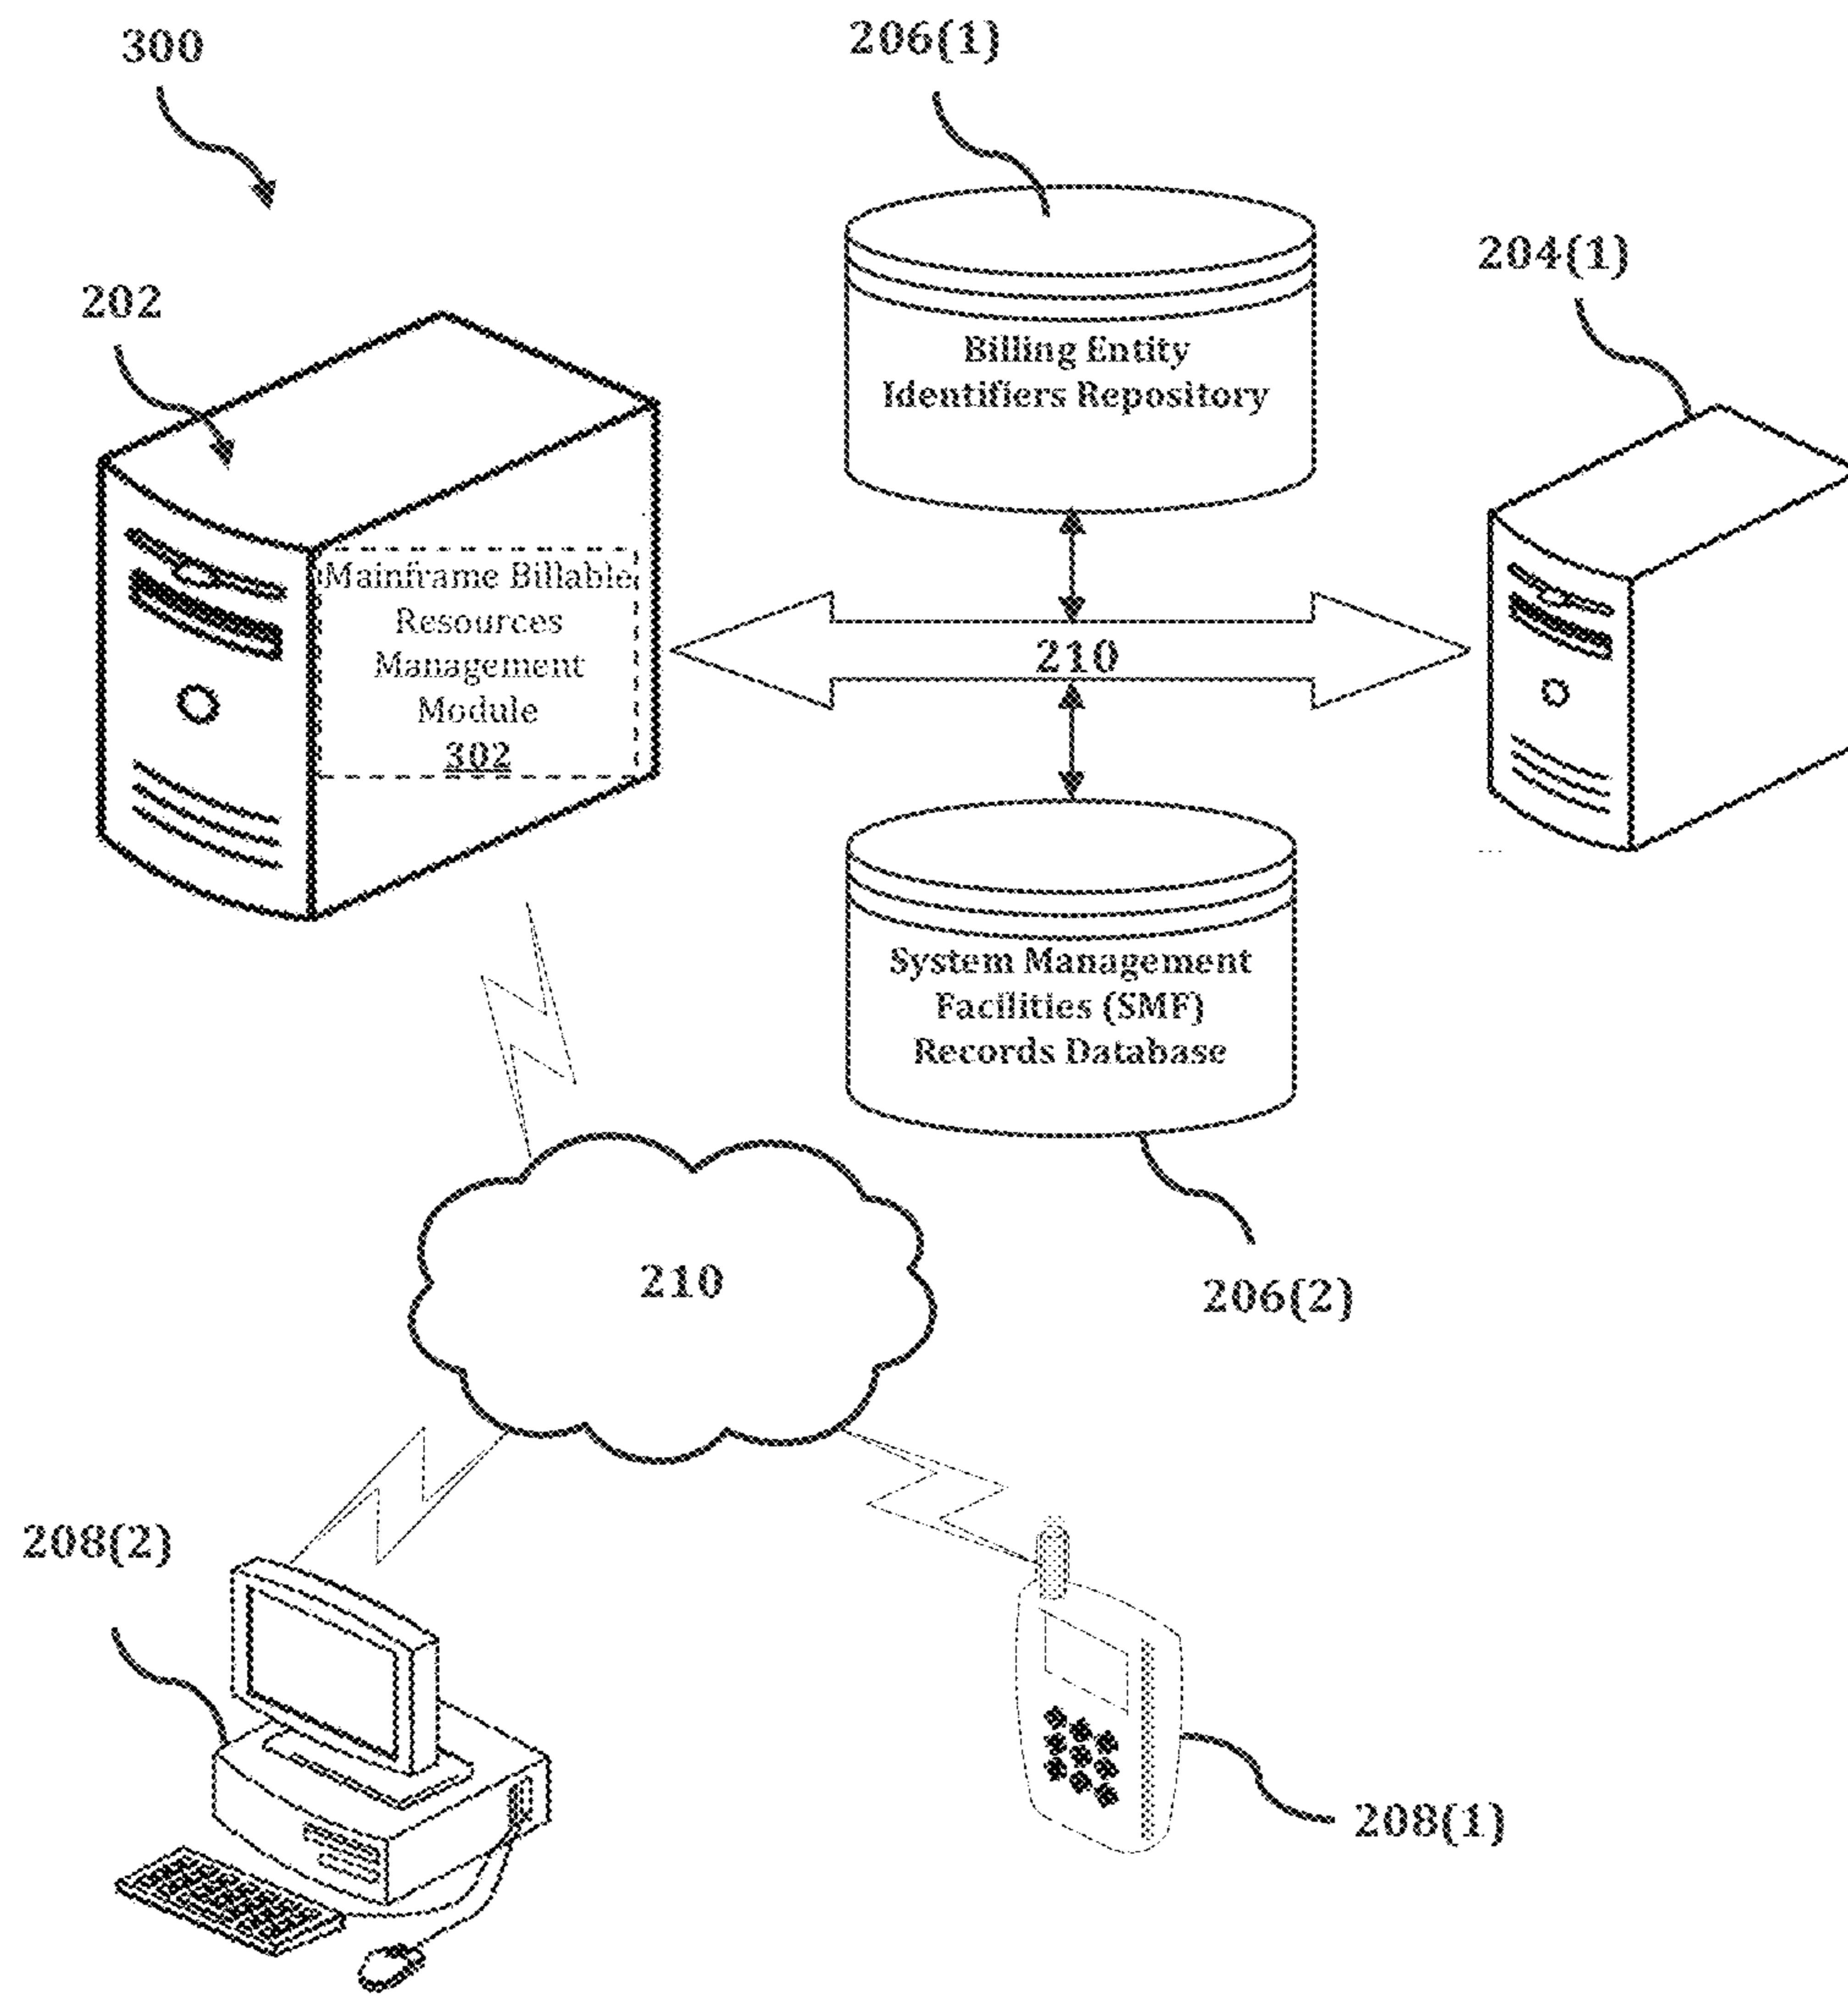 300
206(1)
204(1)
202
Billing Entity
Identifiers Repository
Mainframe Billable
Resources
Management
Module
302
210
System Management
Facilities (SMF)
Records Database
206(2)
210
208(2)
208(1)